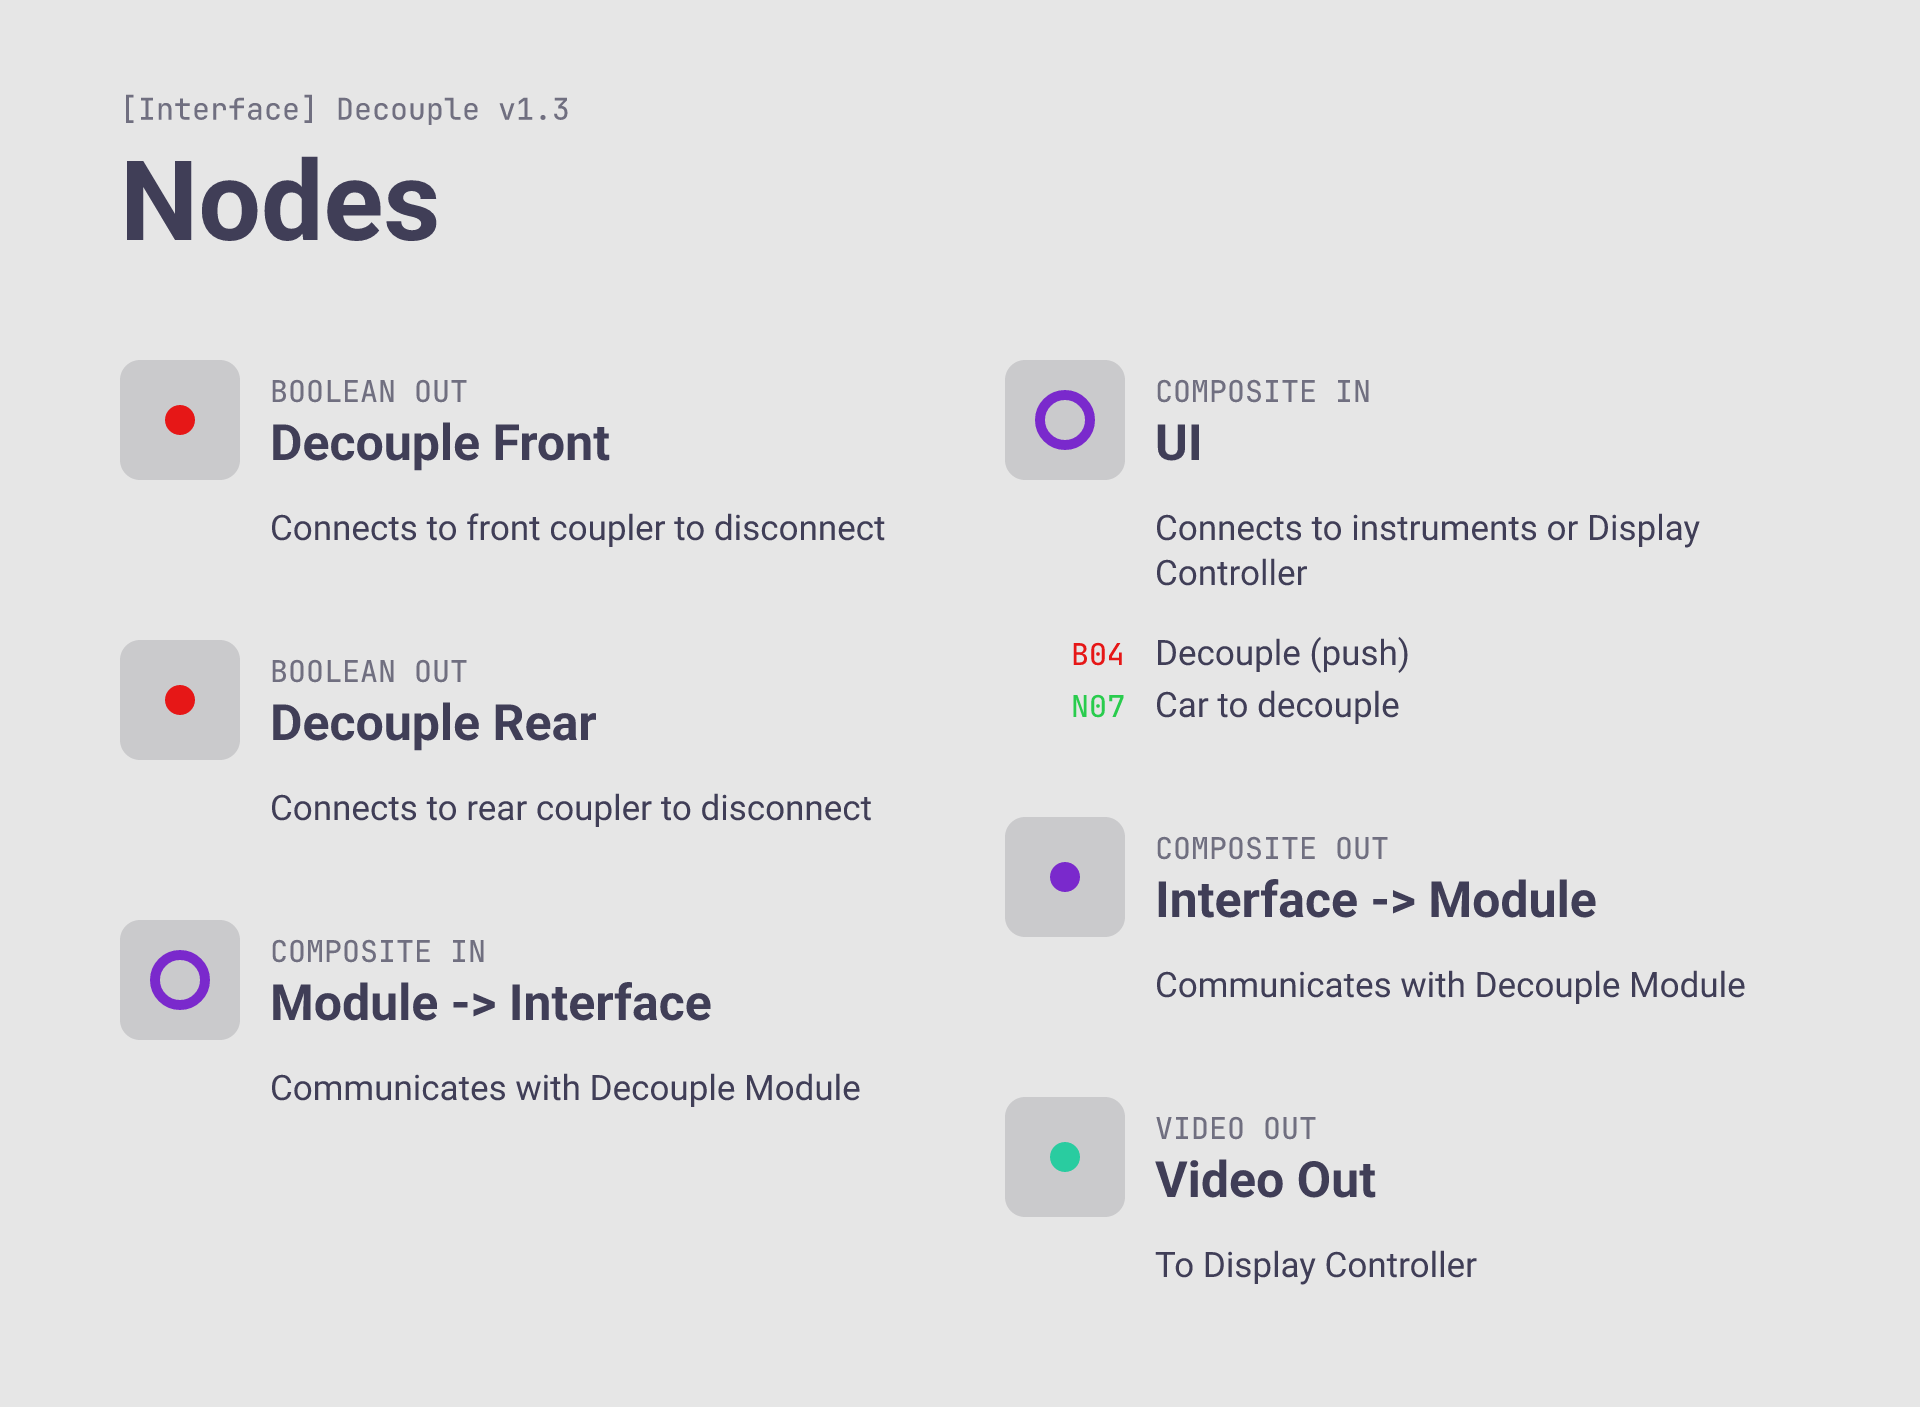 [Interface] Decouple v1.3
Nodes
BOOLEAN OUT
Decouple Front
Connects to front coupler to disconnect
BOOLEAN OUT
Decouple Rear
Connects to rear coupler to disconnect
COMPOSITE IN
Module -> Interface
Communicates with Decouple Module
COMPOSITE IN
UI
Connects to instruments or Display
Controller
B04 Decouple (push)
N07 Car to decouple
COMPOSITE OUT
Interface -> Module
Communicates with Decouple Module
VIDEO OUT
Video Out
To Display Controller